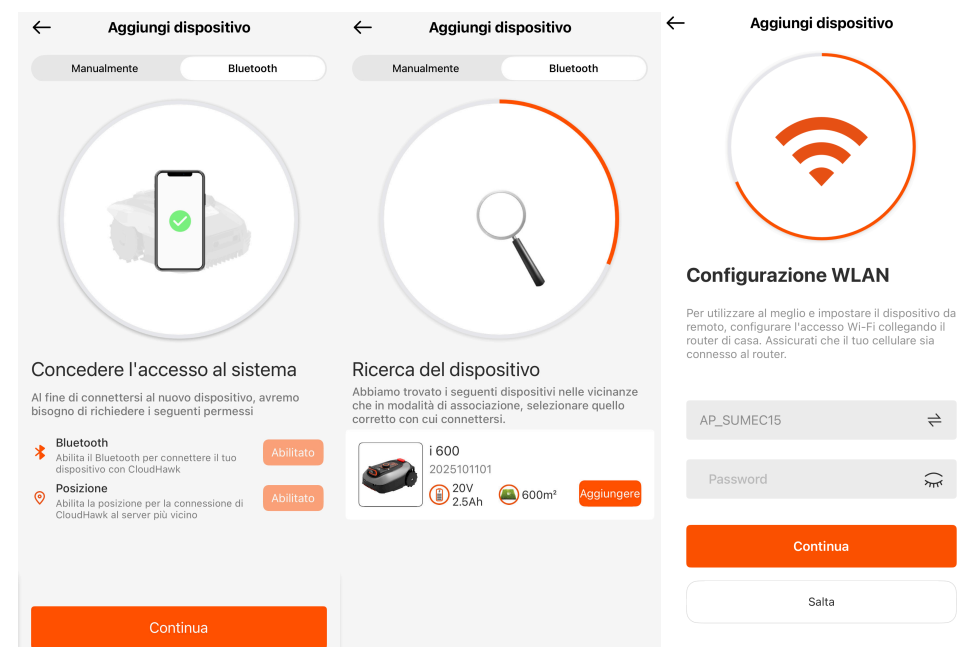 Aggiungi dispositivo
Manualmente
Bluetooth
Concedere l'accesso al sistema
Al fine di connettersi al nuovo dispositivo, avremo
bisogno di richiedere i seguenti permessi
Bluetooth
Abilita il Bluetooth per connettere il tuo
dispositivo con CloudHawk
Abilitato
Posizione
Abilita la posizione per la connessione di
CloudHawk al server più vicino
Abilitato
Continua
Aggiungi dispositivo
Manualmente
Bluetooth
Ricerca del dispositivo
Abbiamo trovato i seguenti dispositivi nelle vicinanze
che in modalità di associazione, selezionare quello
corretto con cui connettersi.
i 600
2025101101
20V
2.5Ah
600m²
Aggiungere
Aggiungi dispositivo
Configurazione WLAN
Per utilizzare al meglio e impostare il dispositivo da
remoto, configurare l'accesso Wi-Fi collegando il
router di casa. Assicurati che il tuo cellulare sia
connesso al router.
AP_SUMEC15
Password
Continua
Salta